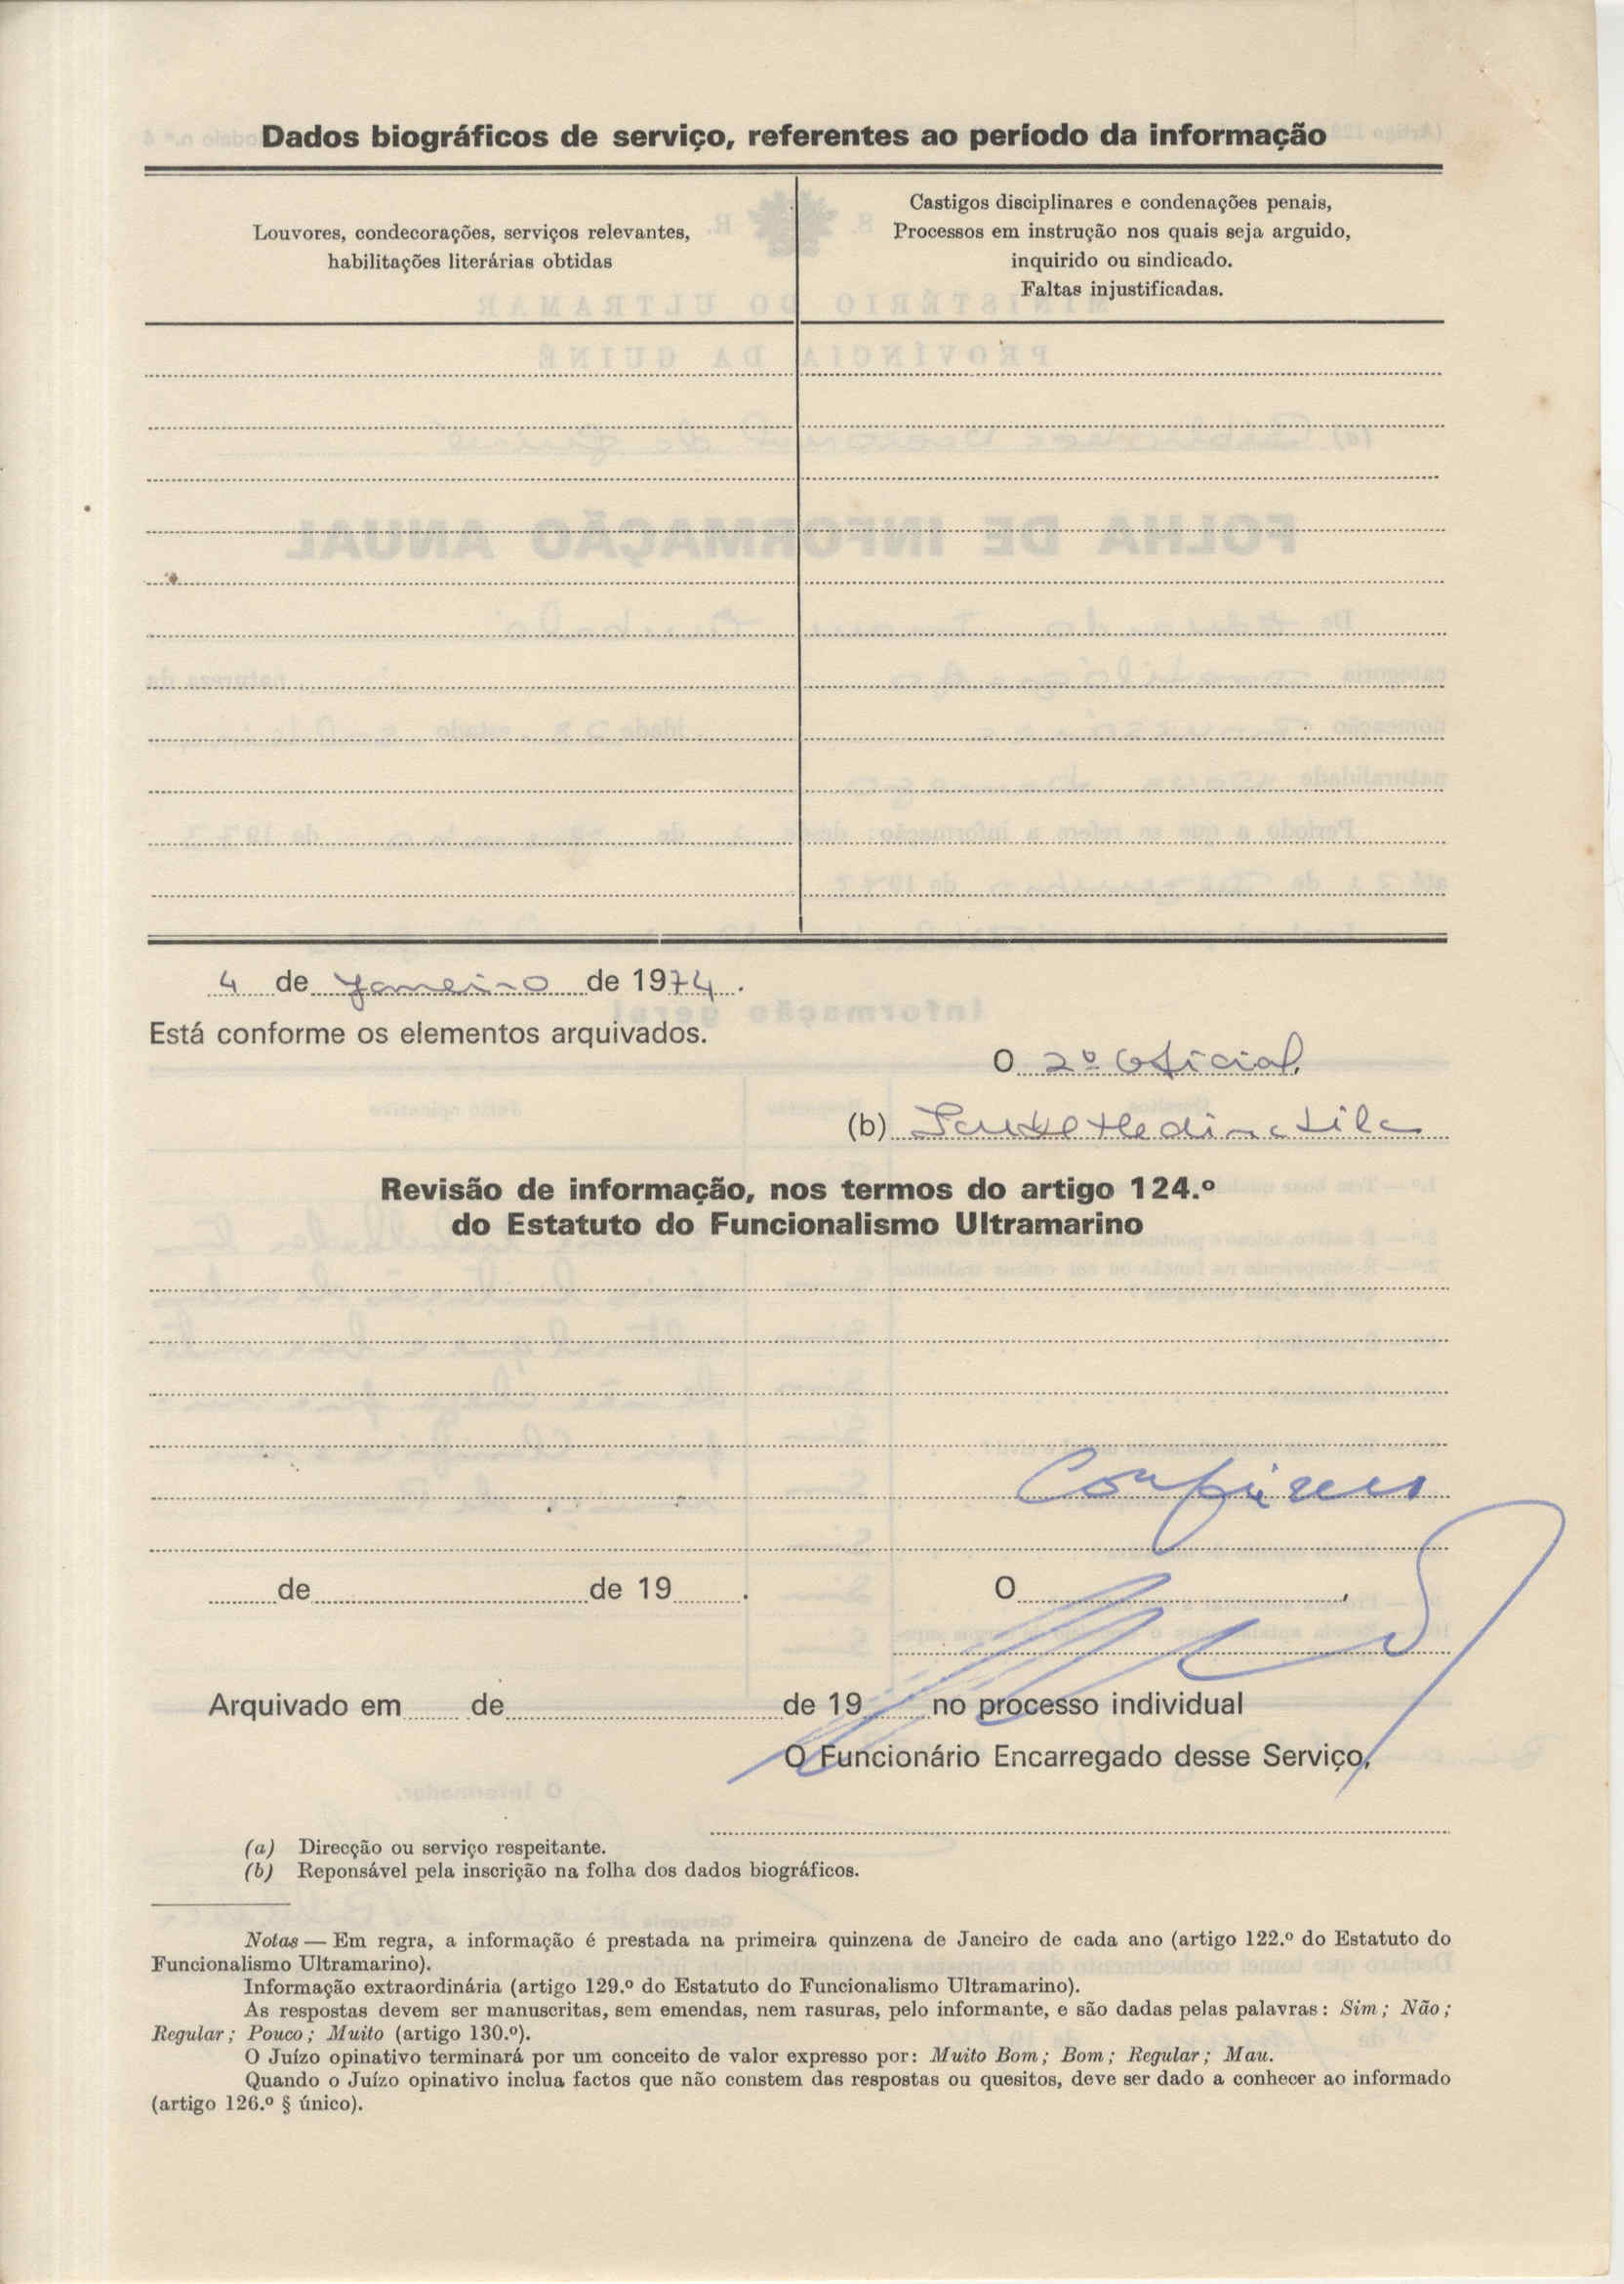 Dados biográficos de serviço, referentes ao período da informação
Louvores, condecorações, serviços relevantes,
habilitações literárias obtidas
Castigos disciplinares e condenações penais,
Processos em instrução nos quais seja arguido,
inquirido ou sindicado.
Faltas injustificadas.
4 de Janeiro de 1974.
Está conforme os elementos arquivados.
O 2º Oficial,
(b)
Revisão de informação, nos termos do artigo 124.º
do Estatuto do Funcionalismo Ultramarino
de de 19 . O ,
Arquivado em de de 19 no processo individual
O Funcionário Encarregado desse Serviço,
(a) Direcção ou serviço respeitante.
(b) Reponsável pela inscrição na folha dos dados biográficos.
Notas — Em regra, a informação é prestada na primeira quinzena de Janeiro de cada ano (artigo 122.º do Estatuto do
Funcionalismo Ultramarino).
Informação extraordinária (artigo 129.º do Estatuto do Funcionalismo Ultramarino).
As respostas devem ser manuscritas, sem emendas, nem rasuras, pelo informante, e são dadas pelas palavras: Sim; Não;
Regular; Pouco; Muito (artigo 130.º).
O Juízo opinativo terminará por um conceito de valor expresso por: Muito Bom; Bom; Regular; Mau.
Quando o Juízo opinativo inclua factos que não constem das respostas ou quesitos, deve ser dado a conhecer ao informado
(artigo 126.º § único).